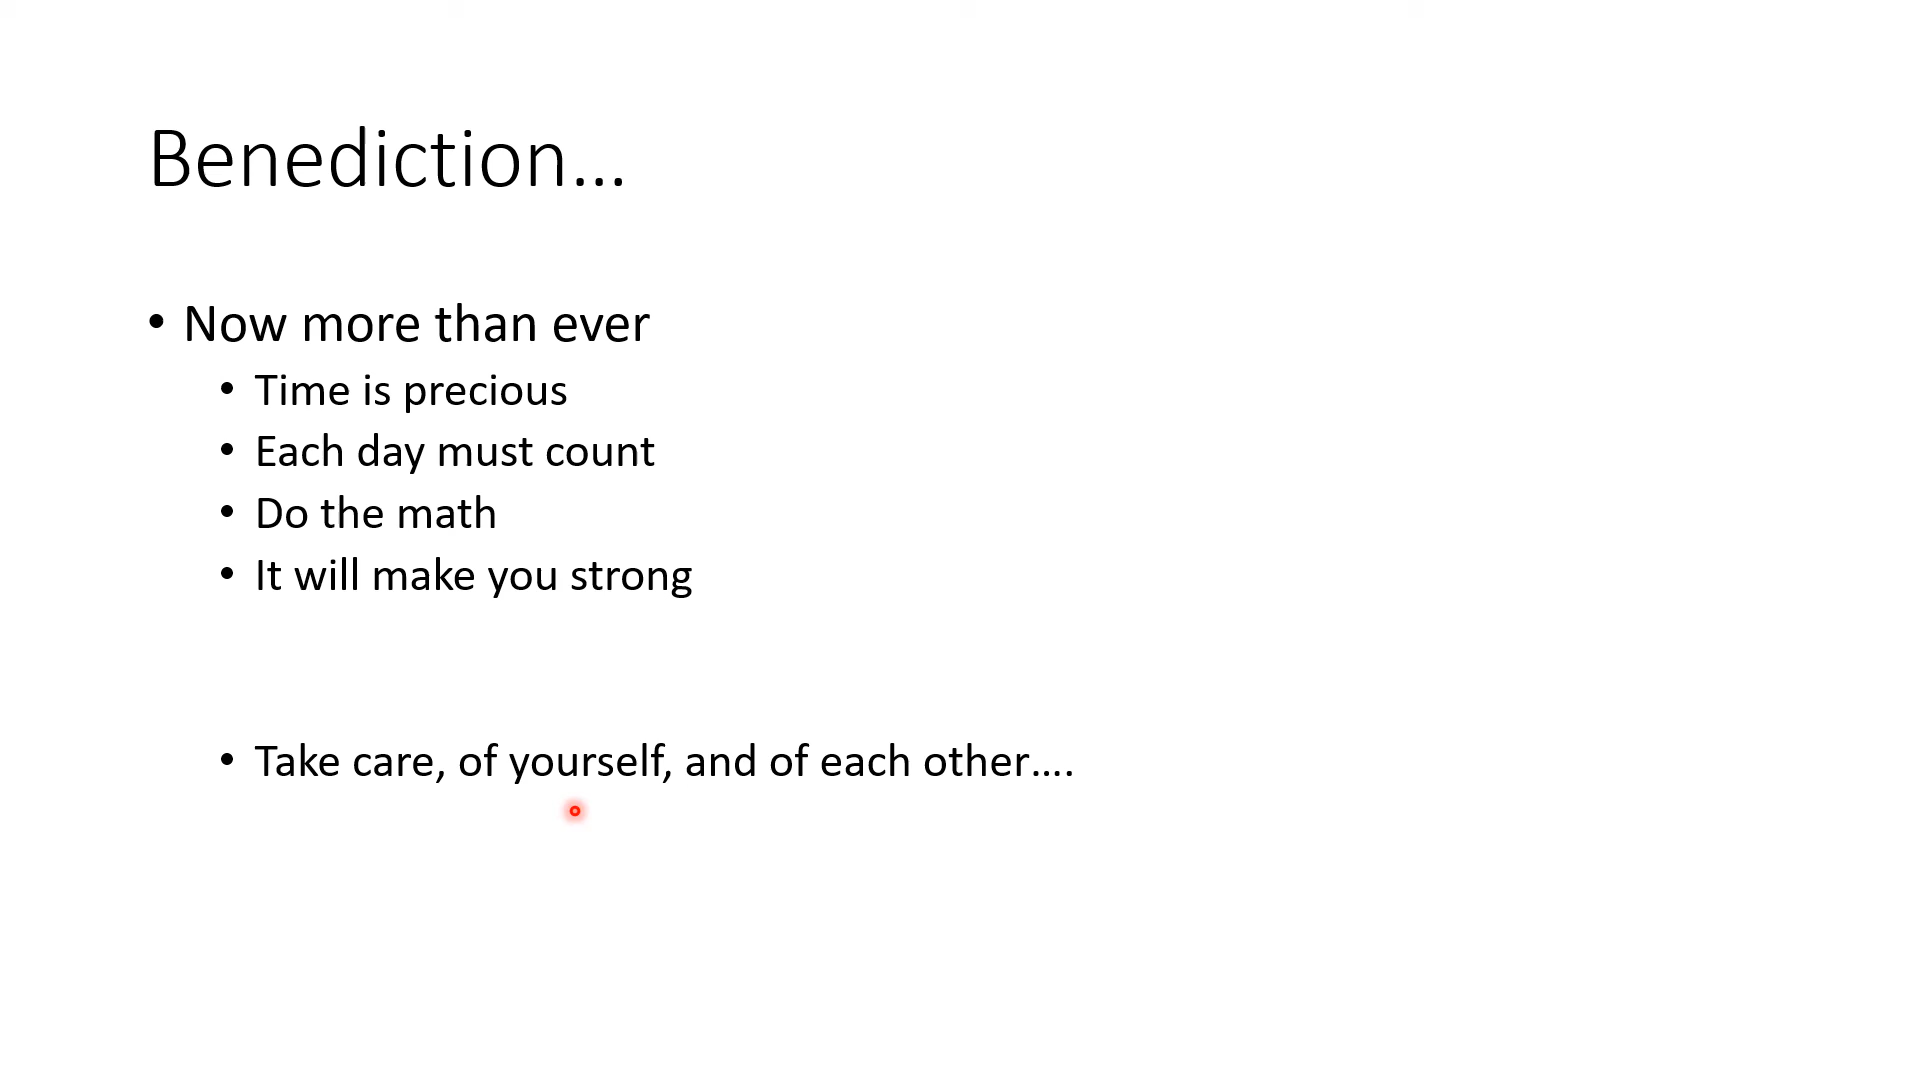 Benediction…
• Now more than ever
• Time is precious
• Each day must count
• Do the math
• It will make you strong
• Take care, of yourself, and of each other….